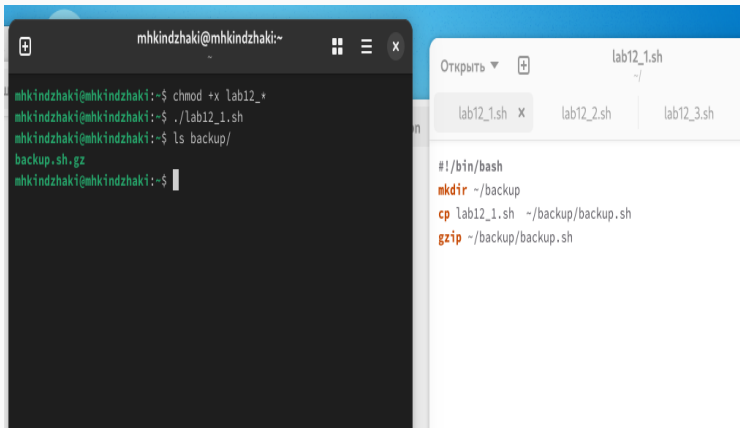 mhkindzhaki@mhkindzhaki:~
~
mhkindzhaki@mhkindzhaki:~$ chmod +x lab12_*
mhkindzhaki@mhkindzhaki:~$ ./lab12_1.sh
mhkindzhaki@mhkindzhaki:~$ ls backup/
backup.sh.gz
mhkindzhaki@mhkindzhaki:~$
Открыть
lab12_1.sh
~/
lab12_1.sh
lab12_2.sh
lab12_3.sh
#!/bin/bash
mkdir ~/backup
cp lab12_1.sh ~/backup/backup.sh
gzip ~/backup/backup.sh